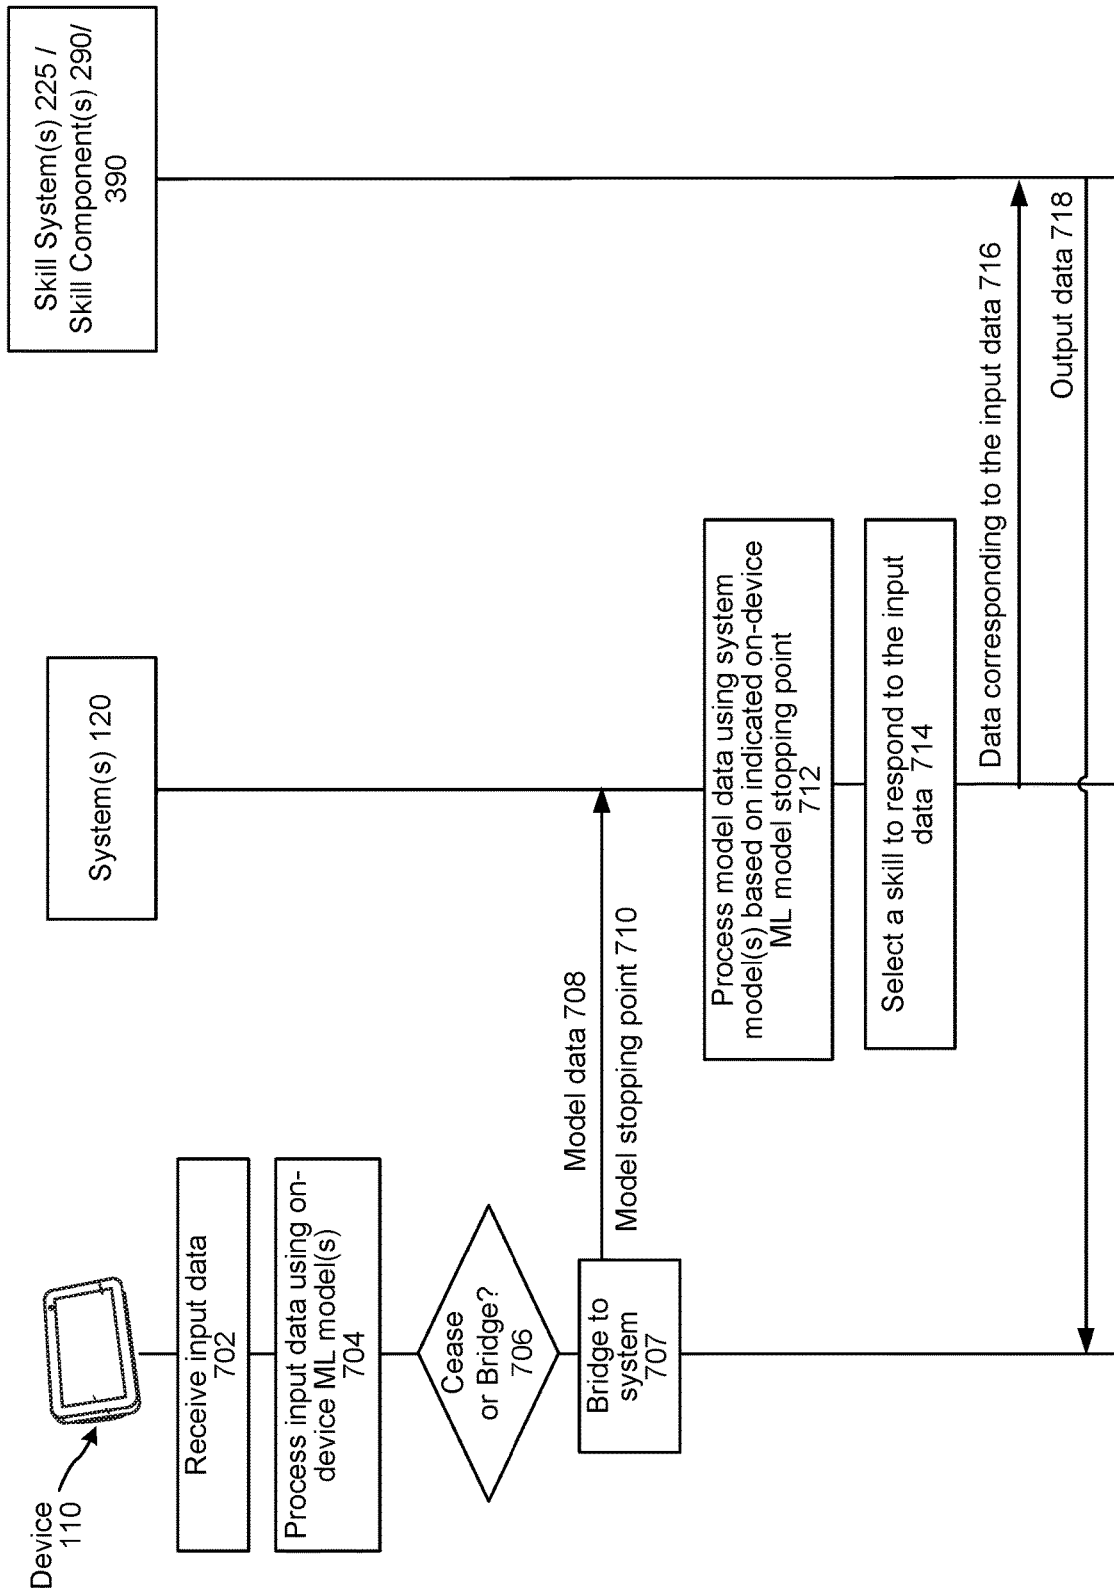 Device
110
System(s) 120
Skill System(s) 225 /
Skill Component(s) 290/
390
Receive input data
702
Process input data using on-
device ML model(s)
704
Cease
or Bridge?
706
Bridge to
system
707
Model data 708
Model stopping point 710
Process model data using system
model(s) based on indicated on-device
ML model stopping point
712
Select a skill to respond to the input
data 714
Data corresponding to the input data 716
Output data 718